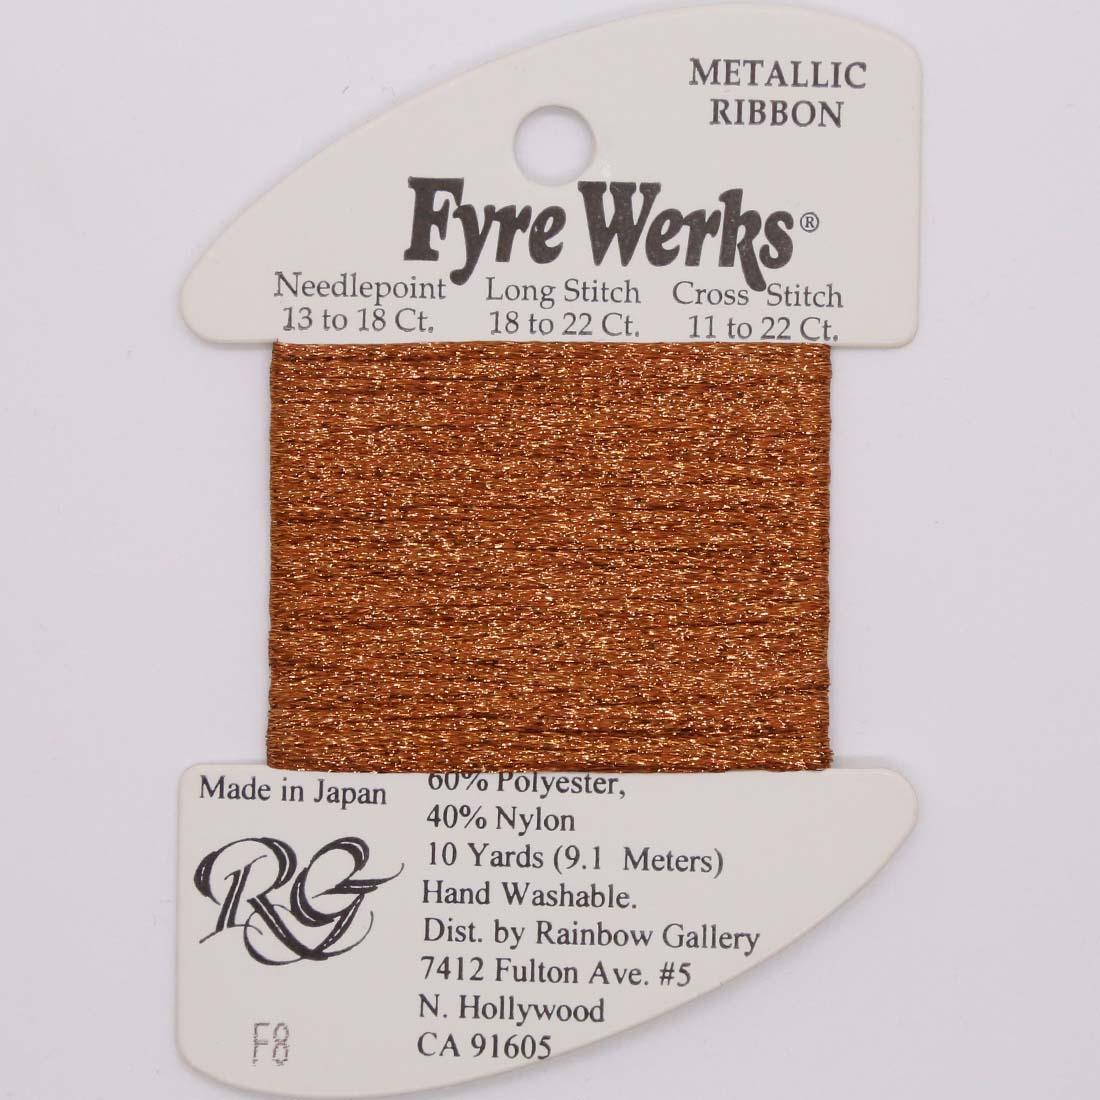 METALLIC
RIBBON
Fyre Werks®
Needlepoint Long Stitch Cross Stitch
13 to 18 Ct. 18 to 22 Ct. 11 to 22 Ct.
Made in Japan
60% Polyester,
40% Nylon
10 Yards (9.1 Meters)
Hand Washable.
Dist. by Rainbow Gallery
7412 Fulton Ave. #5
N. Hollywood
CA 91605
RG
F8